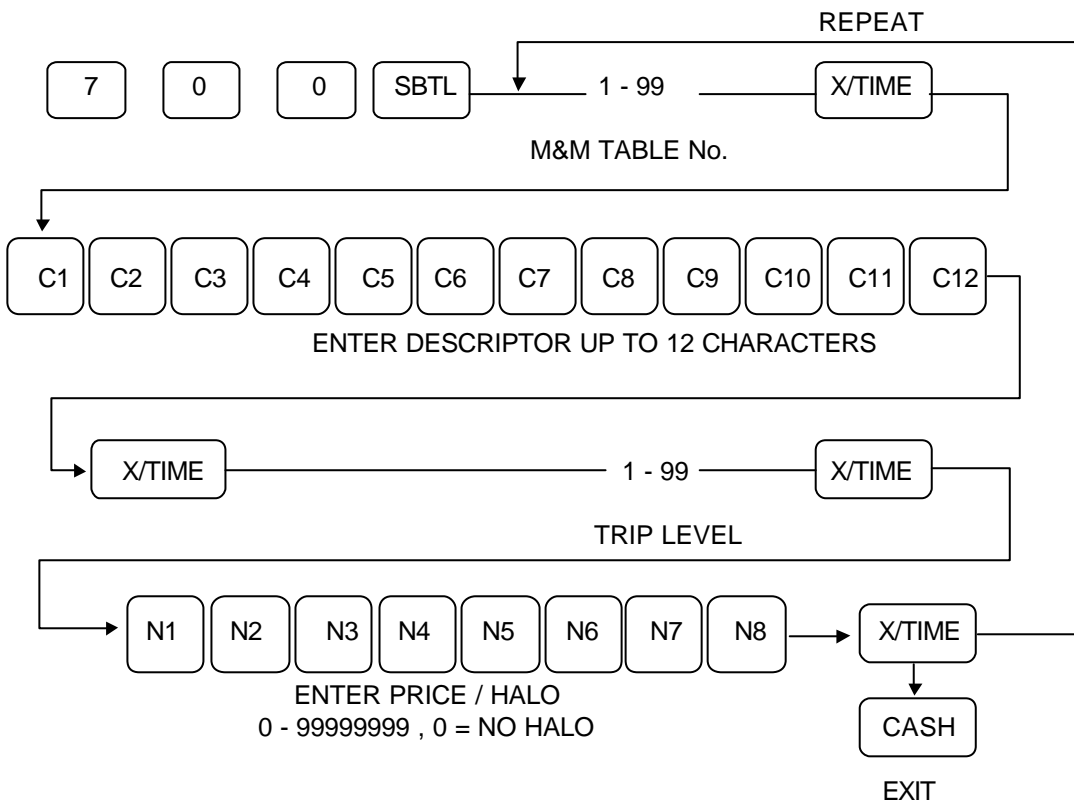 REPEAT
7 0 0 SBTL 1 - 99 X/TIME
M&M TABLE No.
C1 C2 C3 C4 C5 C6 C7 C8 C9 C10 C11 C12
ENTER DESCRIPTOR UP TO 12 CHARACTERS
X/TIME 1 - 99 X/TIME
TRIP LEVEL
N1 N2 N3 N4 N5 N6 N7 N8 X/TIME
ENTER PRICE / HALO
0 - 99999999 , 0 = NO HALO
CASH
EXIT